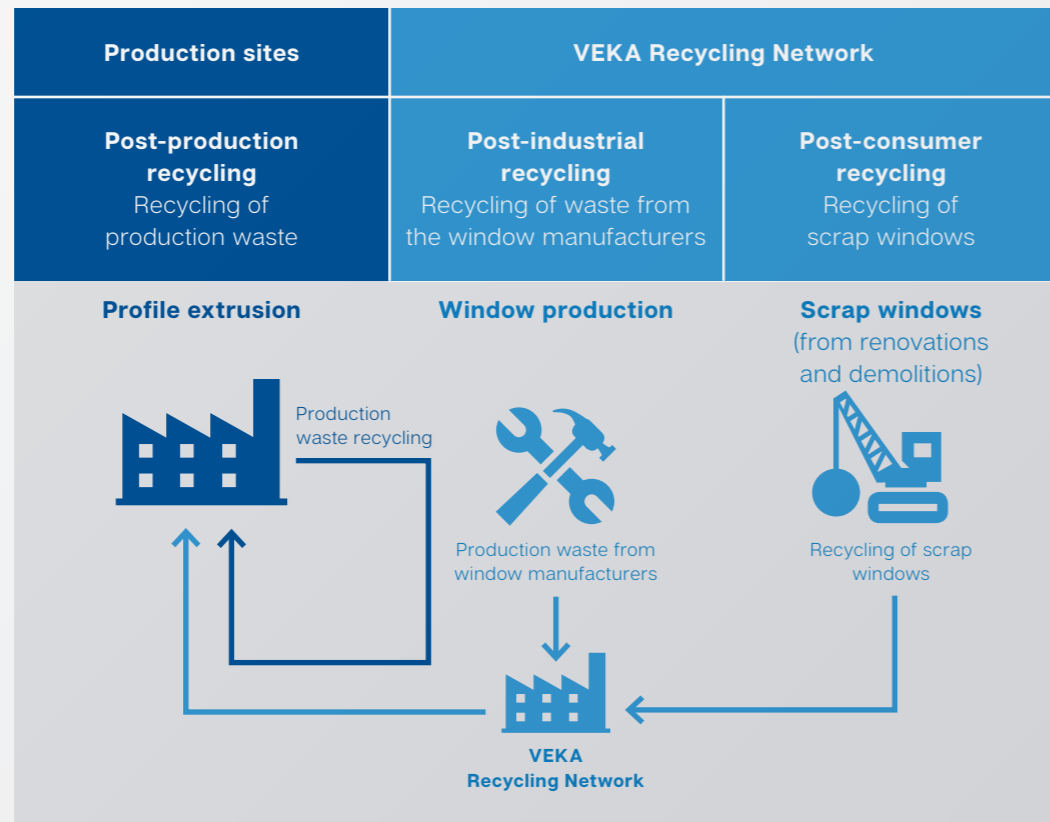 Production sites
VEKA Recycling Network
Post-production
recycling
Recycling of
production waste
Post-industrial
recycling
Recycling of waste from
the window manufacturers
Post-consumer
recycling
Recycling of
scrap windows
Profile extrusion
Window production
Scrap windows
(from renovations
and demolitions)
Production
waste recycling
Production waste from
window manufacturers
Recycling of scrap
windows
VEKA
Recycling Network